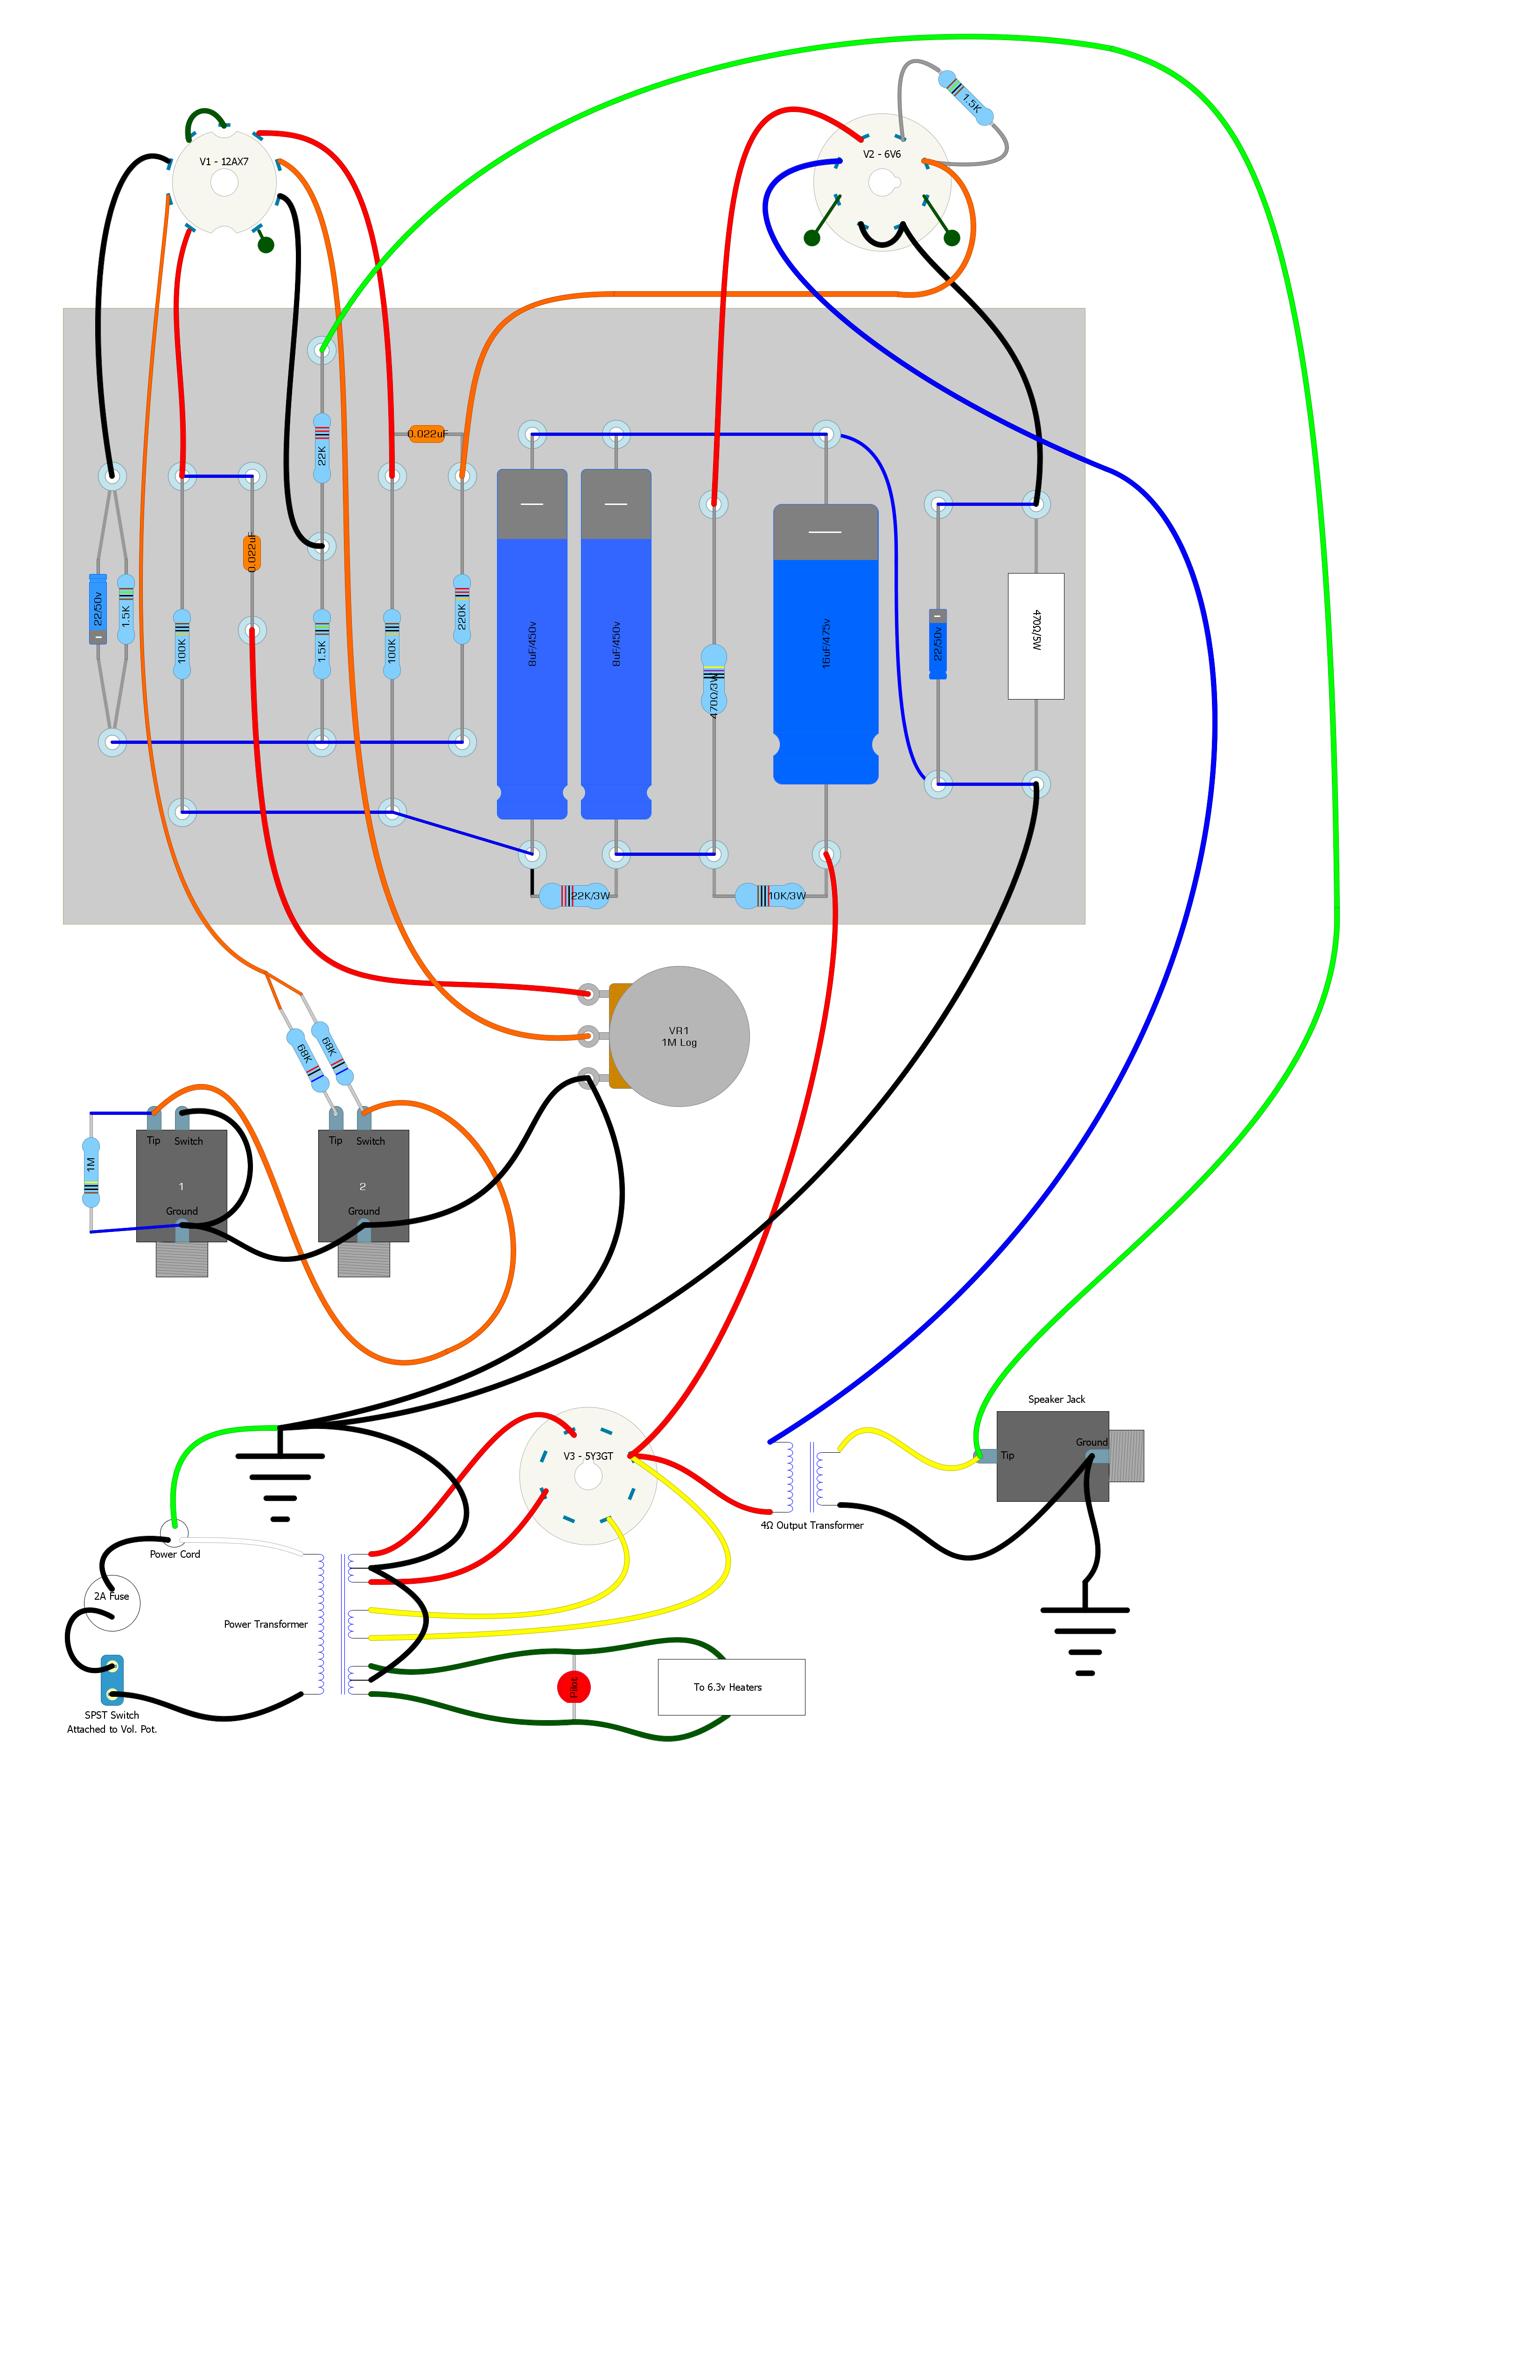 1.5K
V1 - 12AX7
V2 - 6V6
0.022uF
22K
0.022uF
22/50v
1.5K
100K
1.5K
100K
220K
8uF/450v
8uF/450v
470Ω/3W
16uF/475v
22/50v
470Ω/5W
22K/3W
10K/3W
VR1
1M Log
68K
68K
Tip
Switch
Tip
Switch
1M
1
2
Ground
Ground
Speaker Jack
Ground
Tip
V3 - 5Y3GT
4Ω Output Transformer
Power Cord
2A Fuse
Power Transformer
Pilot
To 6.3v Heaters
SPST Switch
Attached to Vol. Pot.